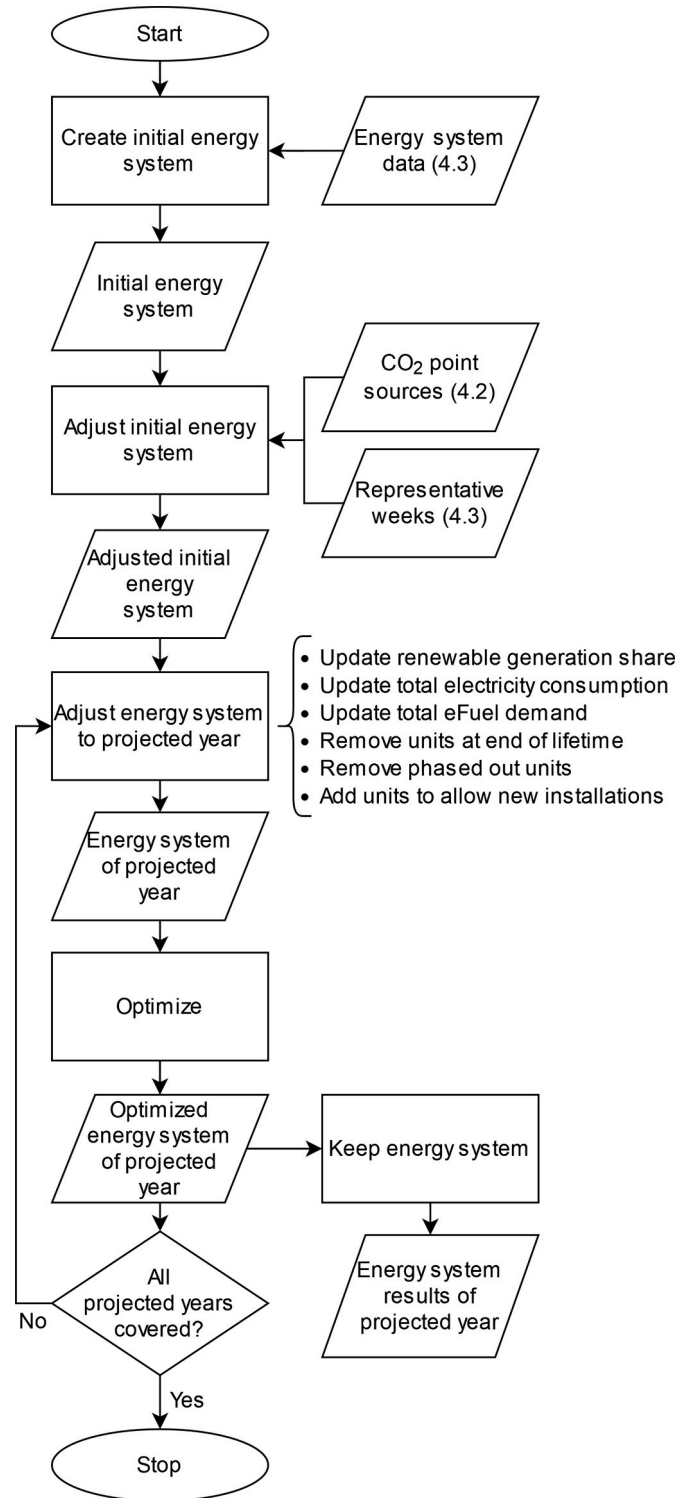 Start
Create initial energy
system
Energy system
data (4.3)
Initial energy
system
CO₂ point
sources (4.2)
Adjust initial energy
system
Representative
weeks (4.3)
Adjusted initial
energy
system
Adjust energy system
to projected year
• Update renewable generation share
• Update total electricity consumption
• Update total eFuel demand
• Remove units at end of lifetime
• Remove phased out units
• Add units to allow new installations
Energy system
of projected
year
Optimize
Optimized
energy system
of projected
year
Keep energy system
All
projected years
covered?
Energy system
results of
projected year
No
Yes
Stop